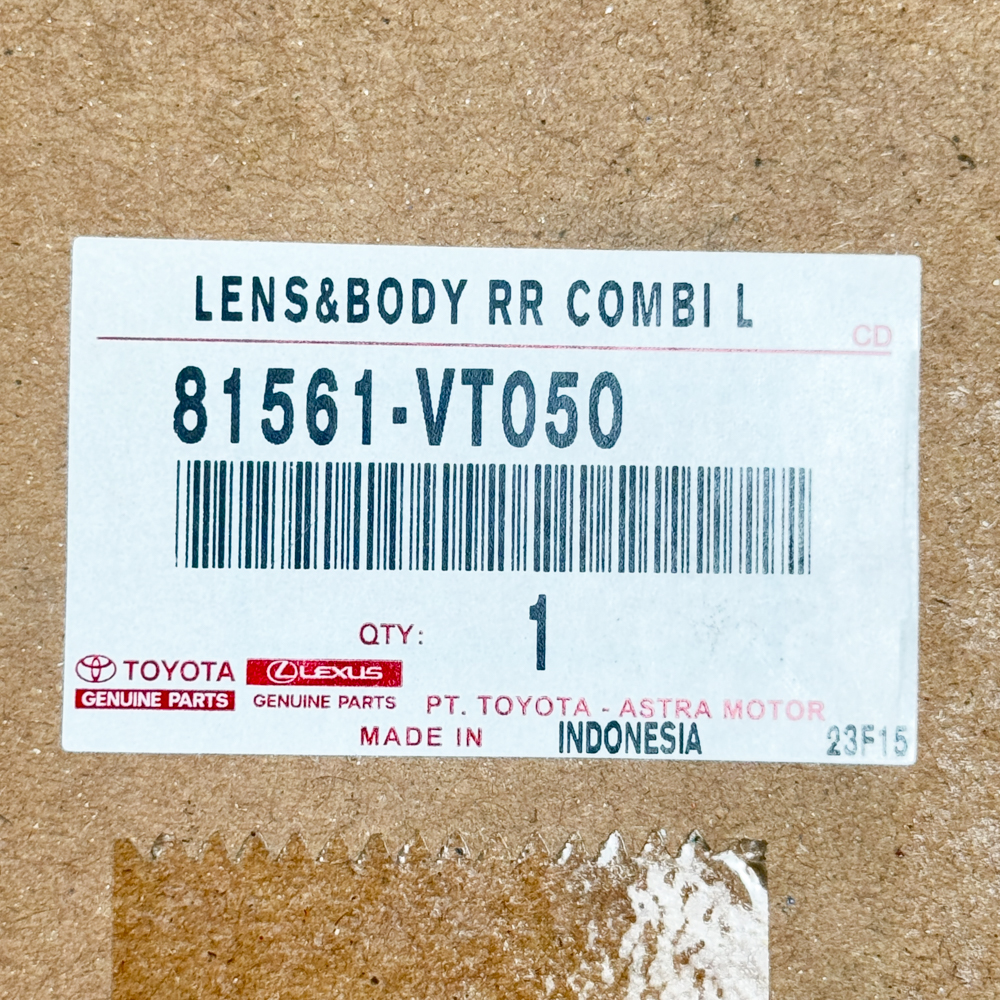 LENS&BODY RR COMBI L
CD
81561-VT050
QTY: 1
TOYOTA LEXUS
GENUINE PARTS GENUINE PARTS PT. TOYOTA - ASTRA MOTOR
MADE IN INDONESIA 23F15